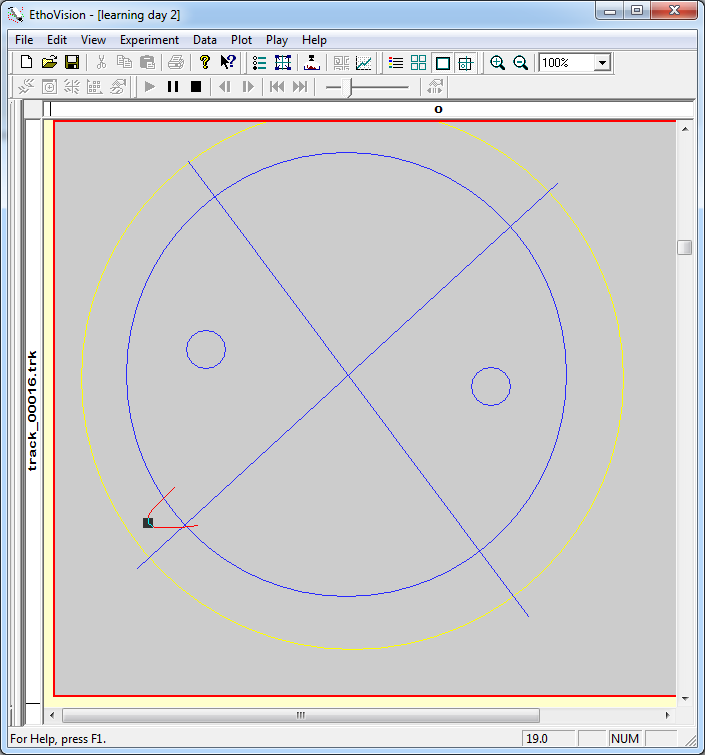 EthoVision - [learning day 2]
File Edit View Experiment Data Plot Play Help
100%
o
track_00016.trk
For Help, press F1.
19.0
NUM